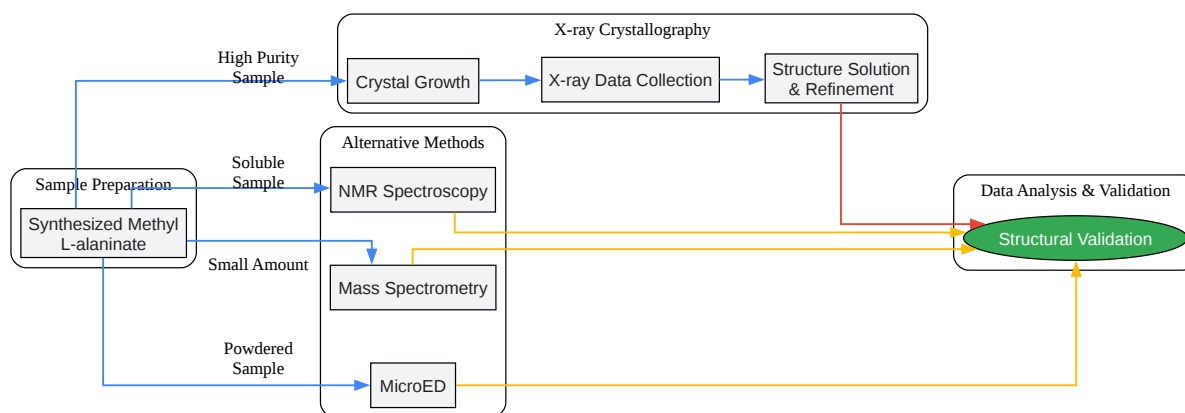 X-ray Crystallography
High Purity
Sample
Crystal Growth
X-ray Data Collection
Structure Solution
& Refinement
Alternative Methods
Soluble
Sample
NMR Spectroscopy
Sample Preparation
Synthesized Methyl
L-alaninate
Data Analysis & Validation
Structural Validation
Small Amount
Mass Spectrometry
Powdered
Sample
MicroED